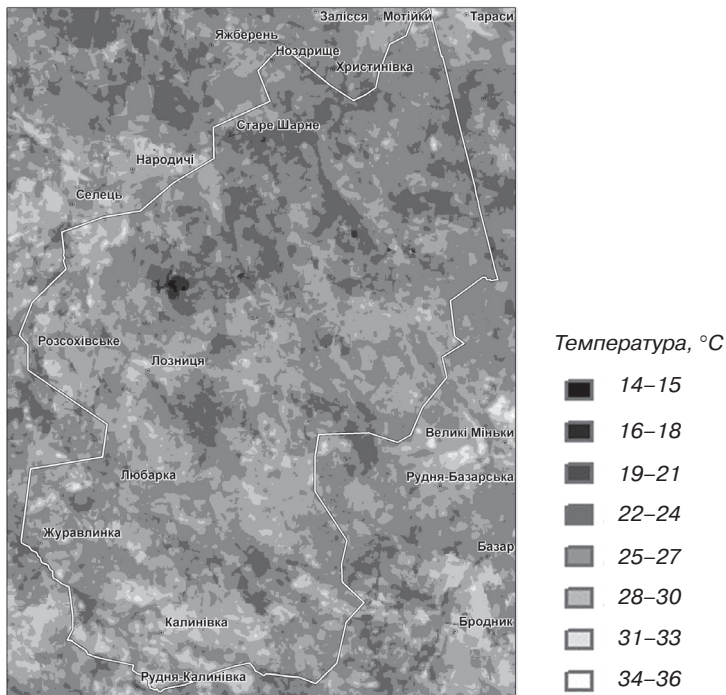 Залісся Мотійки Тараси
Яжберень
Ноздрище
Христинівка
Старе Шарне
Народичі
Селець
Розсохівське
Лозниця
Великі Міньки
Любарка
Рудня-Базарська
Журавлинка
Базар
Калинівка
Бродник
Рудня-Калинівка
Температура, °C
14–15
16–18
19–21
22–24
25–27
28–30
31–33
34–36